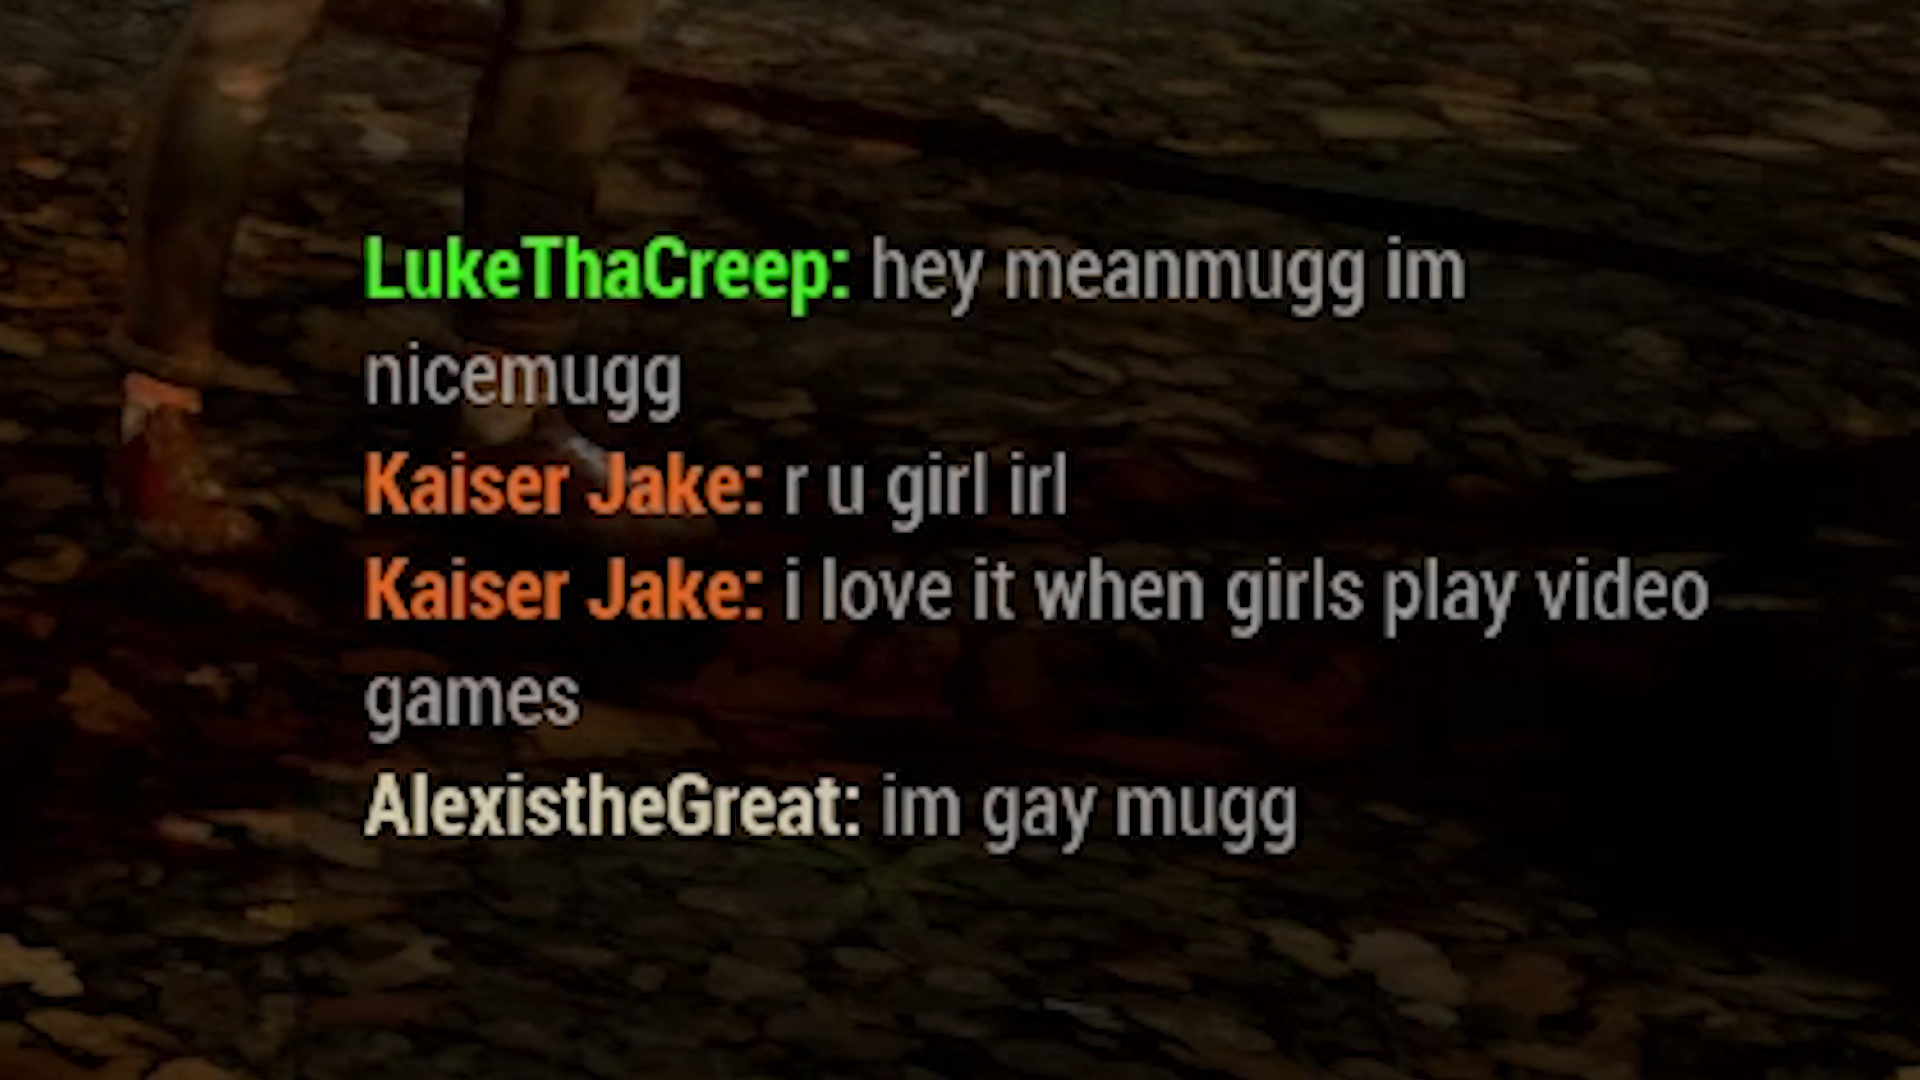 LukeThaCreep: hey meanmugg im
nicemugg
Kaiser Jake: r u girl irl
Kaiser Jake: i love it when girls play video
games
AlexistheGreat: im gay mugg